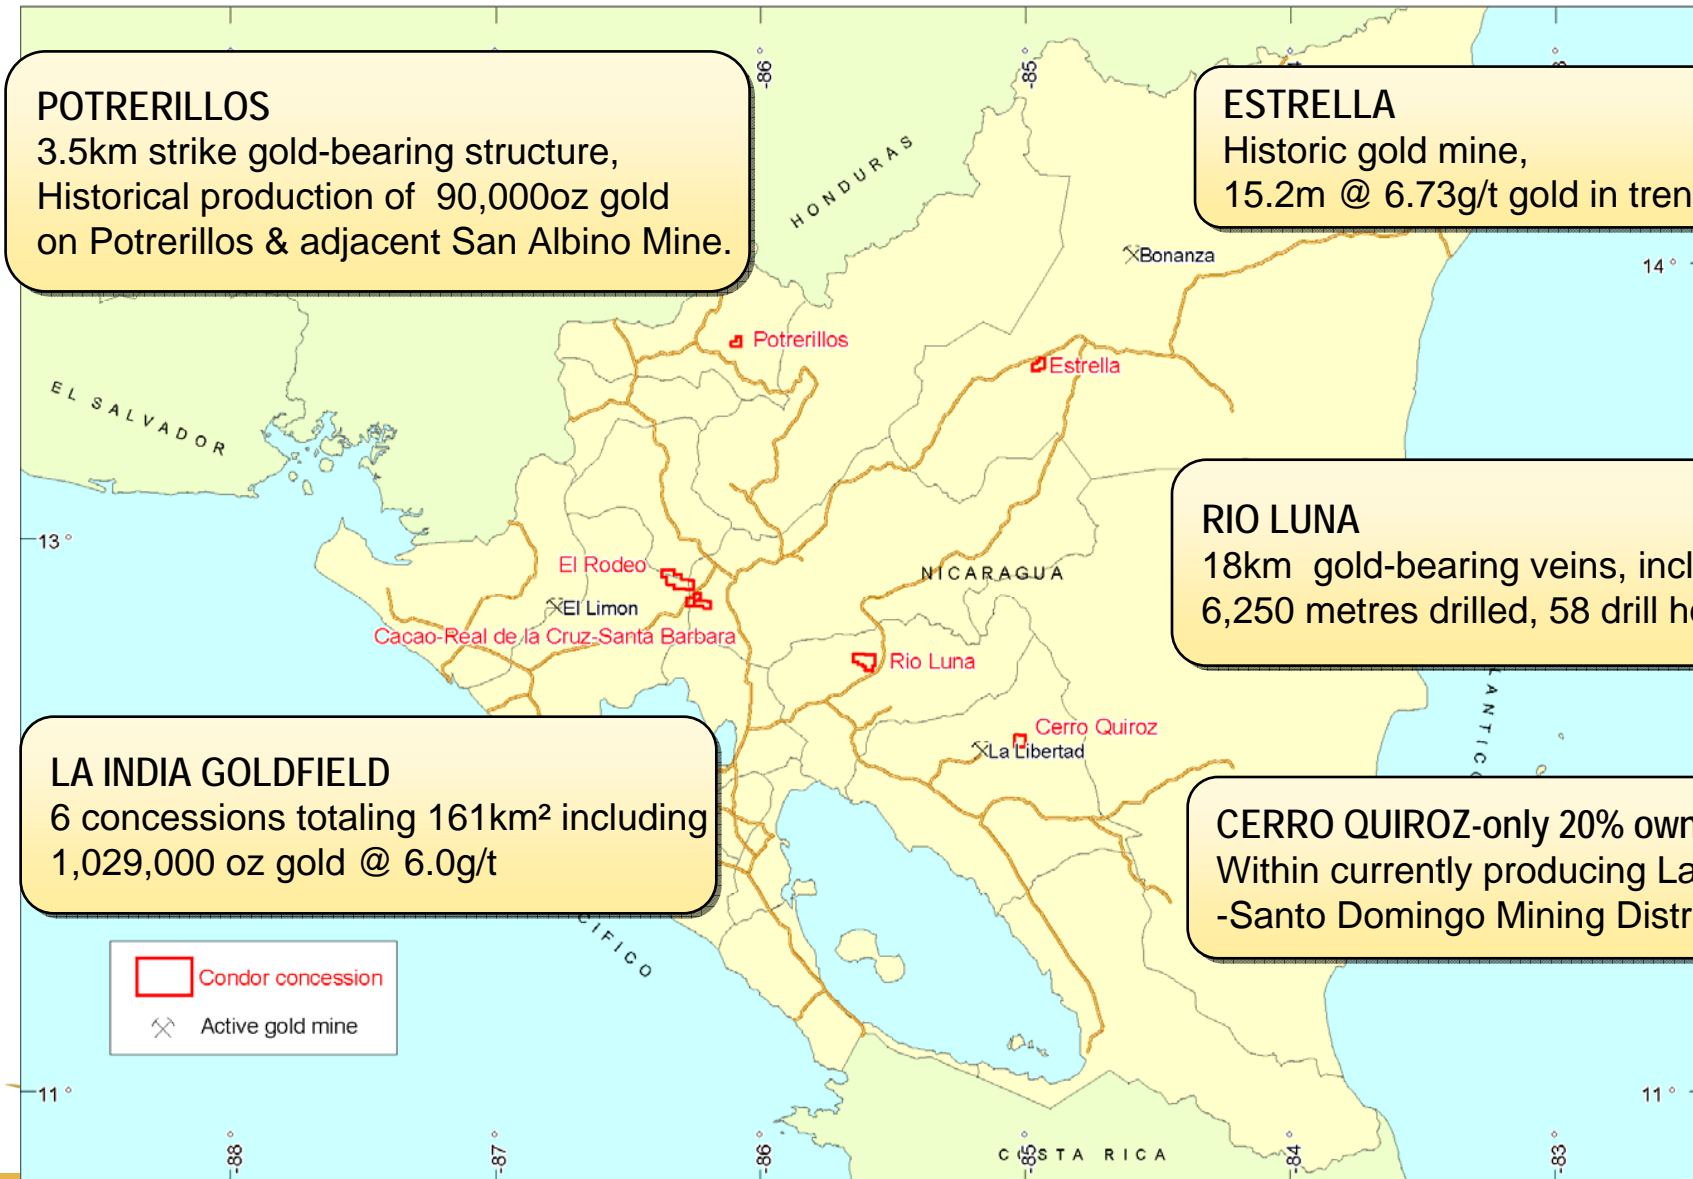 POTRERILLOS
3.5km strike gold-bearing structure,
Historical production of 90,000oz gold
on Potrerillos & adjacent San Albino Mine.
-86
-85
ESTRELLA
Historic gold mine,
15.2m @ 6.73g/t gold in tren
HONDURAS
Bonanza
14°
Potrerillos
Estrella
EL SALVADOR
13°
RIO LUNA
18km gold-bearing veins, incl
6,250 metres drilled, 58 drill h
El Rodeo
NICARAGUA
El Limon
Cacao-Real de la Cruz-Santa Barbara
Rio Luna
LANTICO
Cerro Quiroz
La Libertad
LA INDIA GOLDFIELD
6 concessions totaling 161km² including
1,029,000 oz gold @ 6.0g/t
CERRO QUIROZ-only 20% own
Within currently producing La
-Santo Domingo Mining Distr
CIFICO
Condor concession
Active gold mine
11°
11°
-88
-87
-86
-85
-84
-83
COSTA RICA